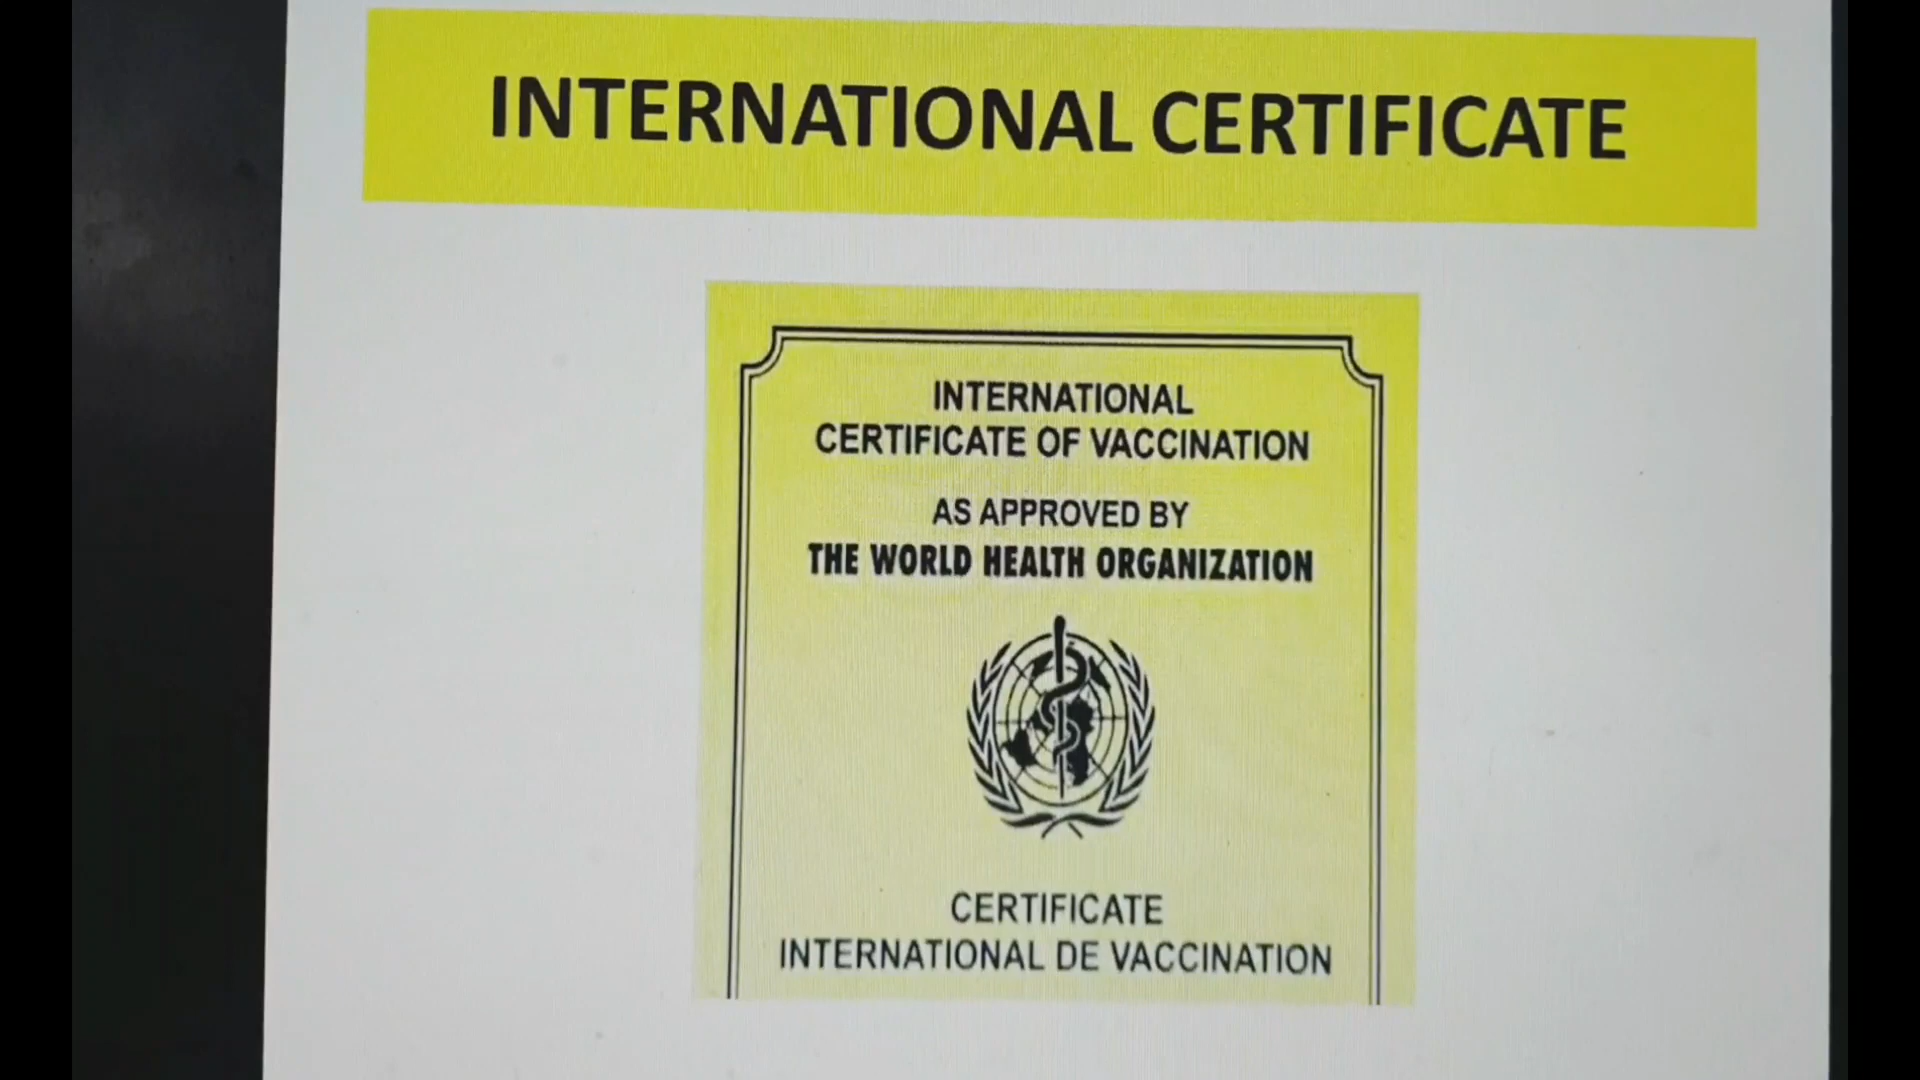 INTERNATIONAL CERTIFICATE
INTERNATIONAL
CERTIFICATE OF VACCINATION
AS APPROVED BY
THE WORLD HEALTH ORGANIZATION
CERTIFICATE
INTERNATIONAL DE VACCINATION